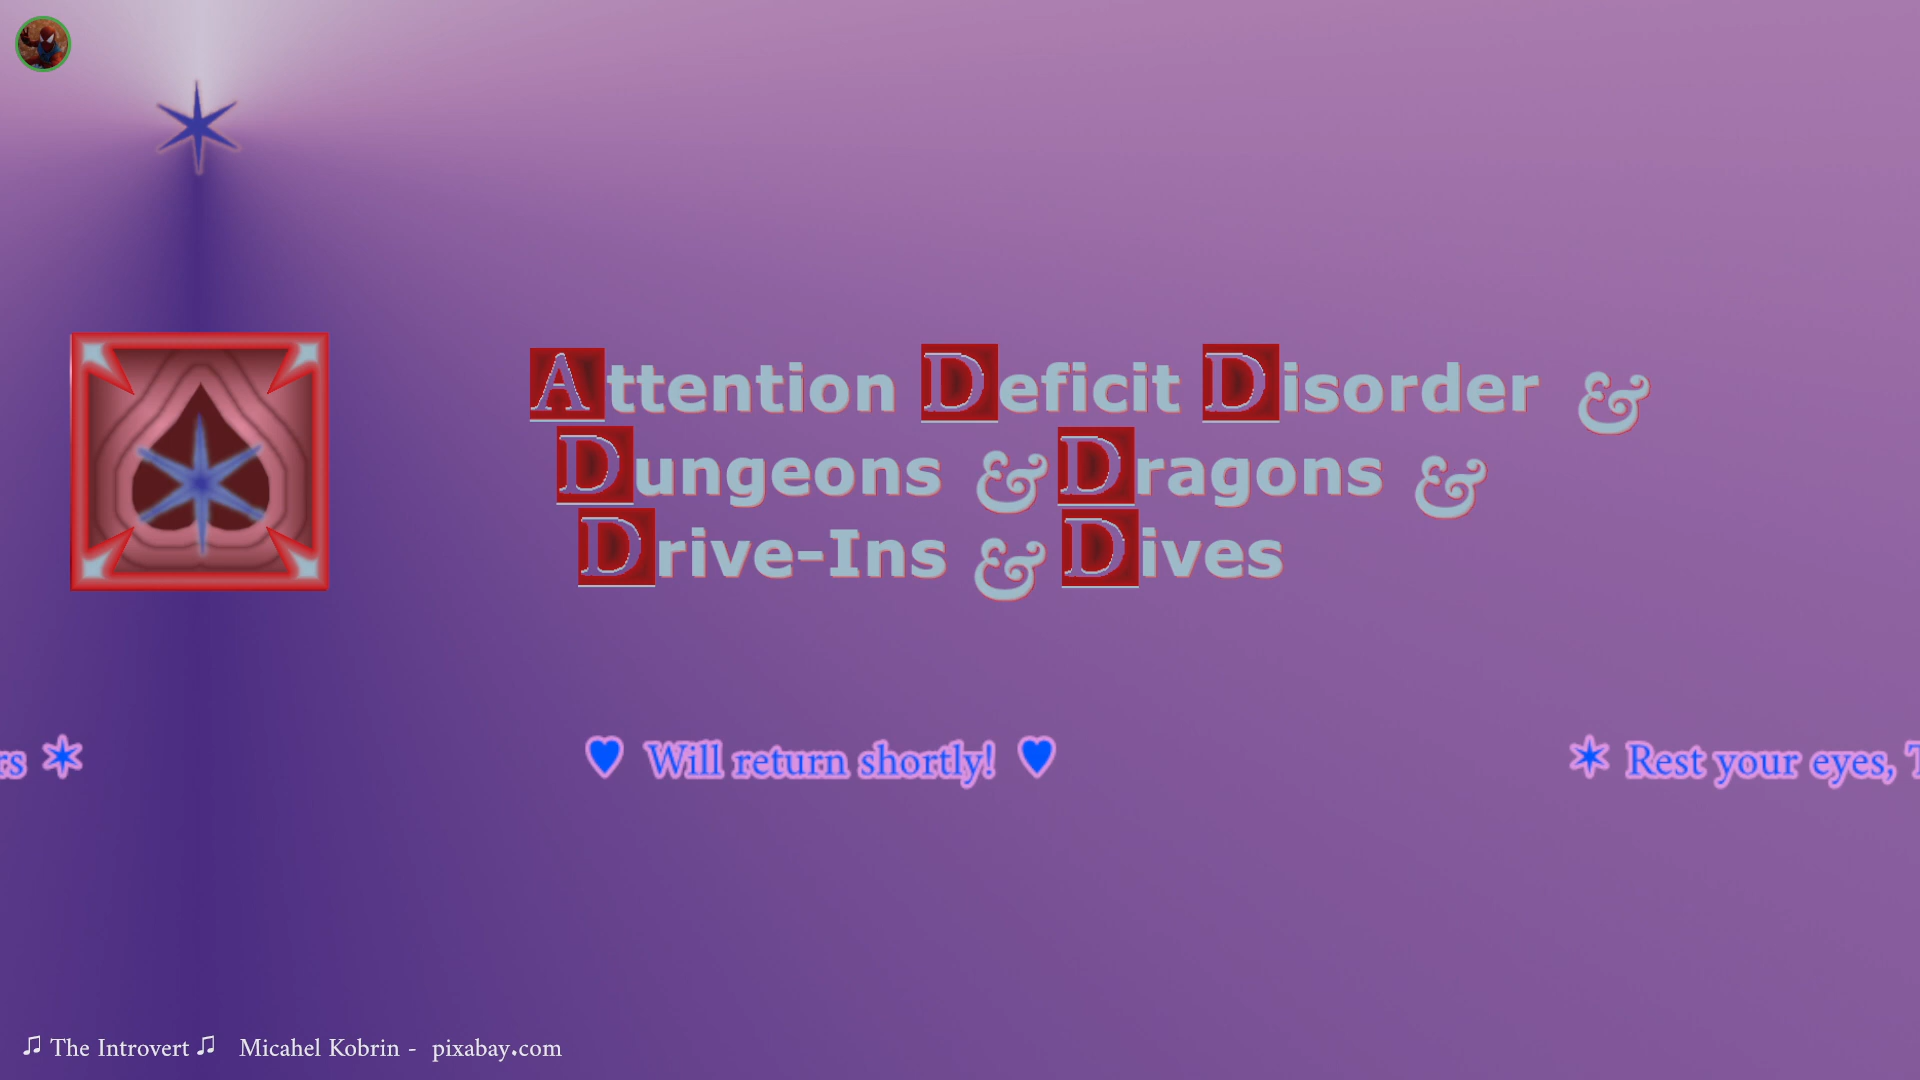 Attention Deficit Disorder &
Dungeons & Dragons &
Drive-Ins & Dives
✶ ♥ Will return shortly! ♥ ✶ Rest your eyes,
♫ The Introvert ♫ Micahel Kobrin - pixabay.com